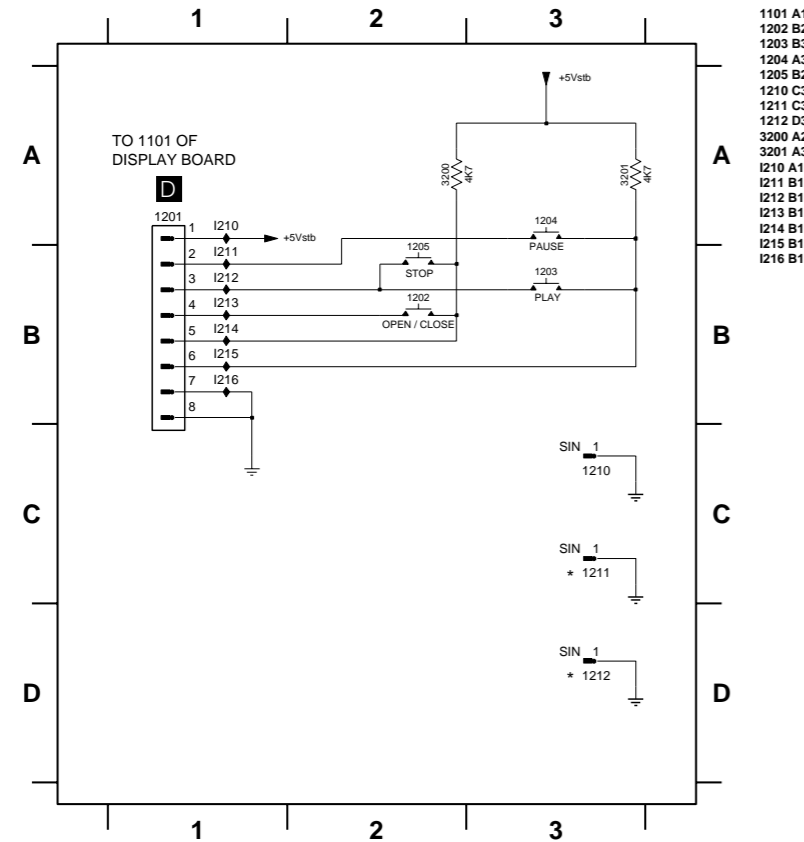 1 2 3
1101 A1
1202 B2
1203 B3
1204 A3
1205 B2
1210 C3
1211 C3
1212 D3
3200 A2
3201 A3
I210 A1
I211 B1
I212 B1
I213 B1
I214 B1
I215 B1
I216 B1
+5Vstb
A
TO 1101 OF
DISPLAY BOARD
D
A
3200
4K7
3201
4K7
1201
1 I210
+5Vstb
1204
PAUSE
2 I211
1205
STOP
3 I212
1203
PLAY
4 I213
1202
OPEN / CLOSE
5 I214
B
B
6 I215
7 I216
8
SIN 1
1210
C
C
SIN 1
* 1211
SIN 1
* 1212
D
D
1 2 3